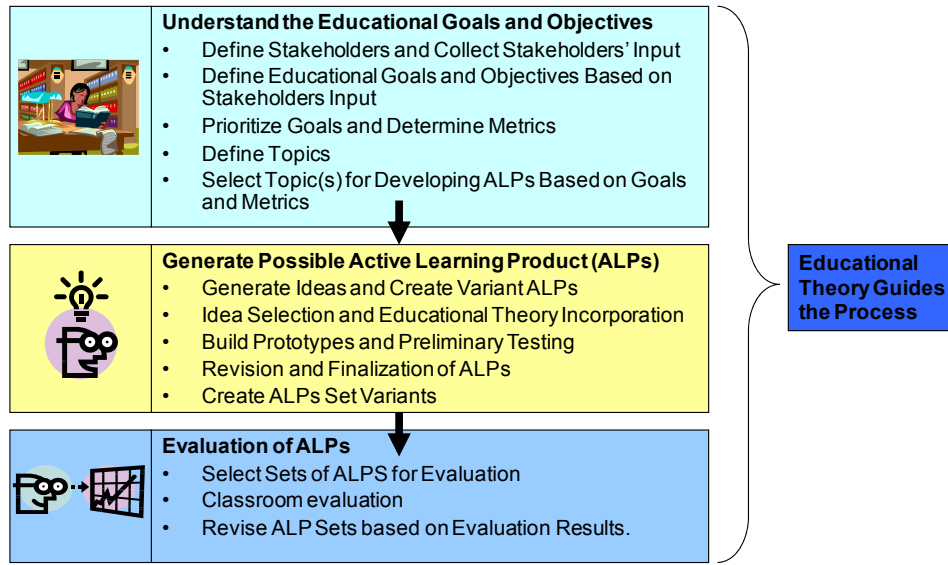 Understand the Educational Goals and Objectives
• Define Stakeholders and Collect Stakeholders' Input
• Define Educational Goals and Objectives Based on
Stakeholders Input
• Prioritize Goals and Determine Metrics
• Define Topics
• Select Topic(s) for Developing ALPs Based on Goals
and Metrics
Generate Possible Active Learning Product (ALPs)
• Generate Ideas and Create Variant ALPs
• Idea Selection and Educational Theory Incorporation
• Build Prototypes and Preliminary Testing
• Revision and Finalization of ALPs
• Create ALPs Set Variants
Evaluation of ALPs
• Select Sets of ALPS for Evaluation
• Classroom evaluation
• Revise ALP Sets based on Evaluation Results.
Educational
Theory Guides
the Process